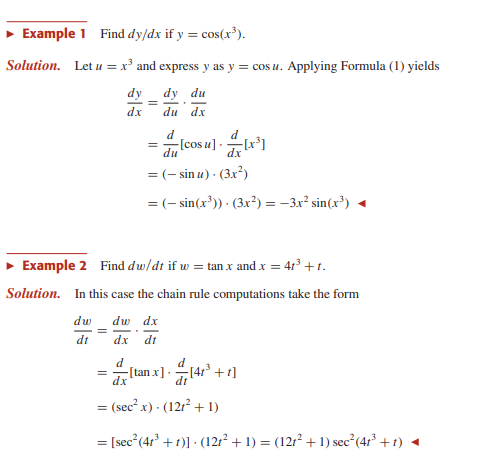 ► Example 1 Find dy/dx if y = cos(x³).
Solution. Let u = x³ and express y as y = cos u. Applying Formula (1) yields
dy/dx = dy/du · du/dx
= d/du[cos u] · d/dx[x³]
= (− sin u) · (3x²)
= (− sin(x³)) · (3x²) = −3x² sin(x³) ◄
► Example 2 Find dw/dt if w = tan x and x = 4t³ + t.
Solution. In this case the chain rule computations take the form
dw/dt = dw/dx · dx/dt
= d/dx[tan x] · d/dt[4t³ + t]
= (sec² x) · (12t² + 1)
= [sec²(4t³ + t)] · (12t² + 1) = (12t² + 1) sec²(4t³ + t) ◄